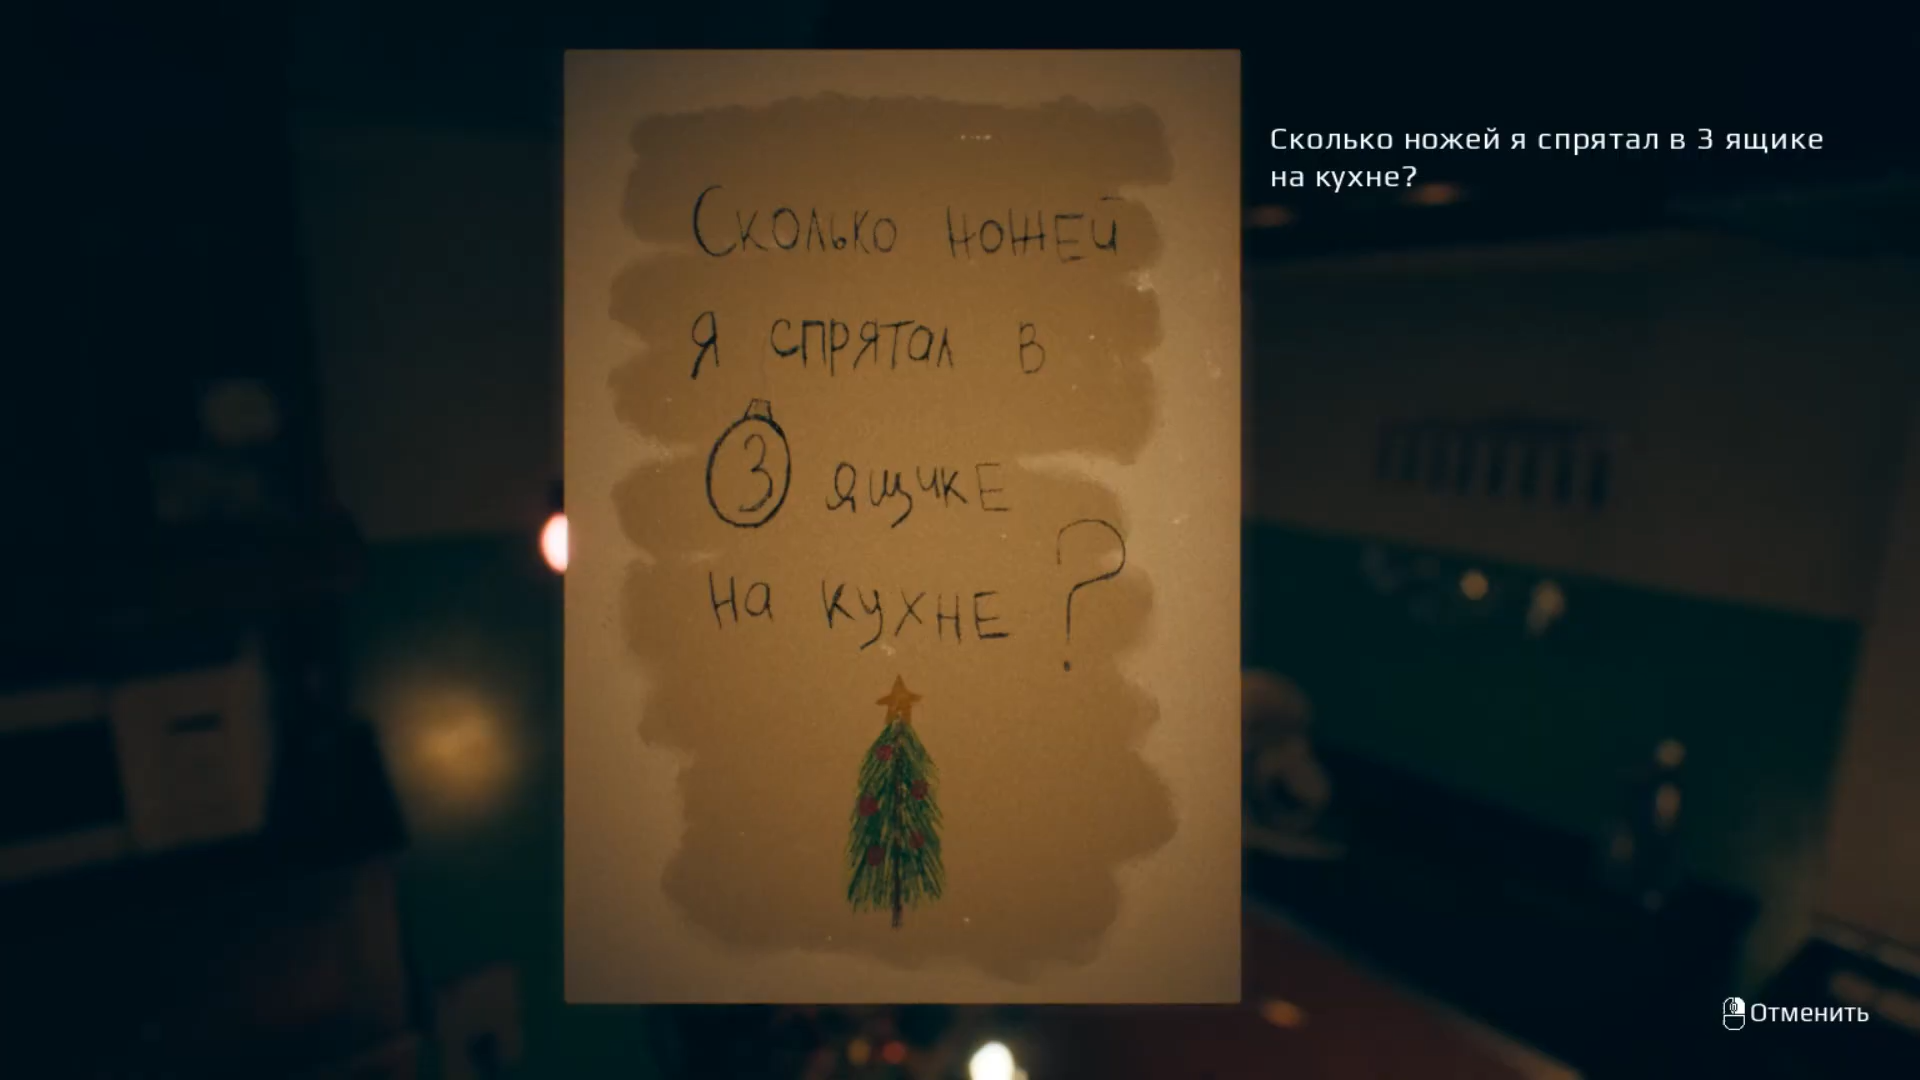 Сколько ножей
я спрятал в
3 ящике
на кухне?
Сколько ножей я спрятал в 3 ящике
на кухне?
Отменить